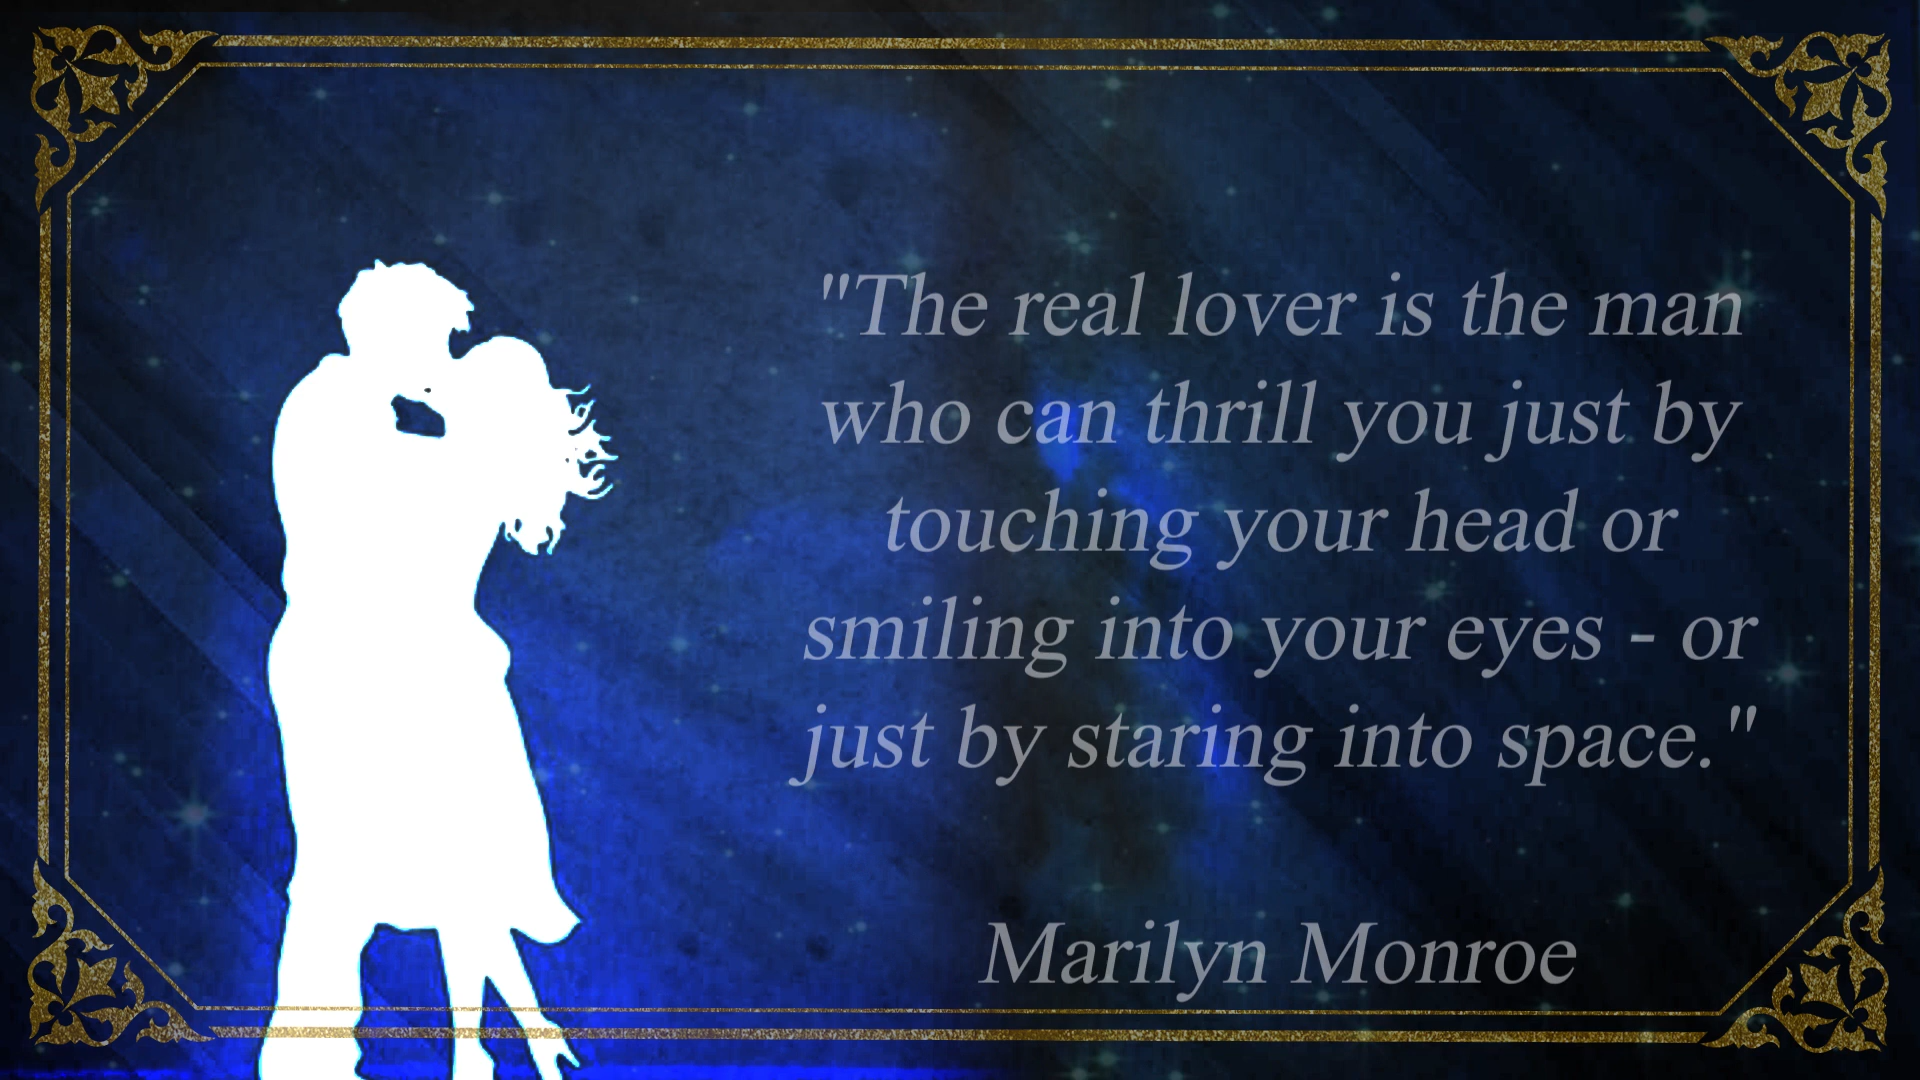 "The real lover is the man
who can thrill you just by
touching your head or
smiling into your eyes - or
just by staring into space."
Marilyn Monroe